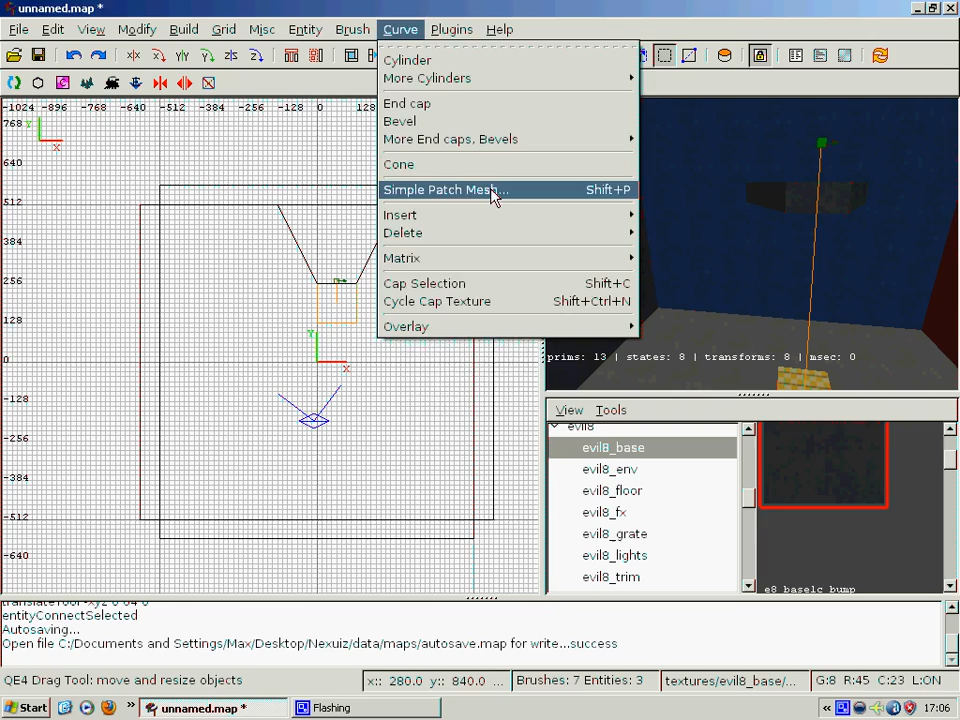 unnamed.map *
File Edit View Modify Build Grid Misc Entity Brush Curve Plugins Help
Cylinder
More Cylinders
End cap
Bevel
More End caps, Bevels
Cone
Simple Patch Mesh... Shift+P
Insert
Delete
Matrix
Cap Selection Shift+C
Cycle Cap Texture Shift+Ctrl+N
Overlay
-1024 -896 -768 -640 -512 -384 -256 -128 0 128
768 Y
X
640
512
384
256
128
Y
0
X
-128
-256
-384
-512
-640
prims: 13 | states: 8 | transforms: 8 | msec: 0
View Tools
evil8
evil8_base
evil8_env
evil8_floor
evil8_fx
evil8_grate
evil8_lights
evil8_trim
e8_base1c_bump
translateTool -xyz 0 64 0
entityConnectSelected
Autosaving...
Open file C:/Documents and Settings/Max/Desktop/Nexuiz/data/maps/autosave.map for write...success
QE4 Drag Tool: move and resize objects x:: 280.0 y:: 840.0 ... Brushes: 7 Entities: 3 textures/evil8_base/... G:8 R:45 C:23 L:ON
Start » unnamed.map * Flashing « 17:06